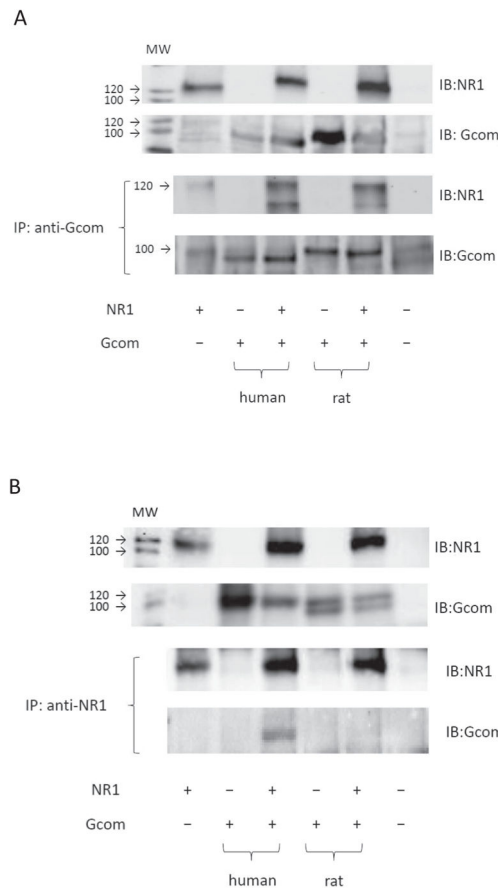 A
MW
120 →
100 →
IB:NR1
120 →
100 →
IB: Gcom
IP: anti-Gcom
120 →
IB:NR1
100 →
IB:Gcom
NR1 + – + – + –
Gcom – + + + + –
human rat
B
MW
120 →
100 →
IB:NR1
120 →
100 →
IB:Gcom
IP: anti-NR1
IB:NR1
IB:Gcom
NR1 + – + – + –
Gcom – + + + + –
human rat